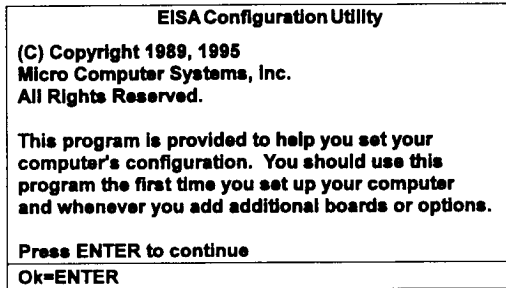 EISA Configuration Utility
(C) Copyright 1989, 1995
Micro Computer Systems, Inc.
All Rights Reserved.
This program is provided to help you set your
computer's configuration. You should use this
program the first time you set up your computer
and whenever you add additional boards or options.
Press ENTER to continue
Ok=ENTER